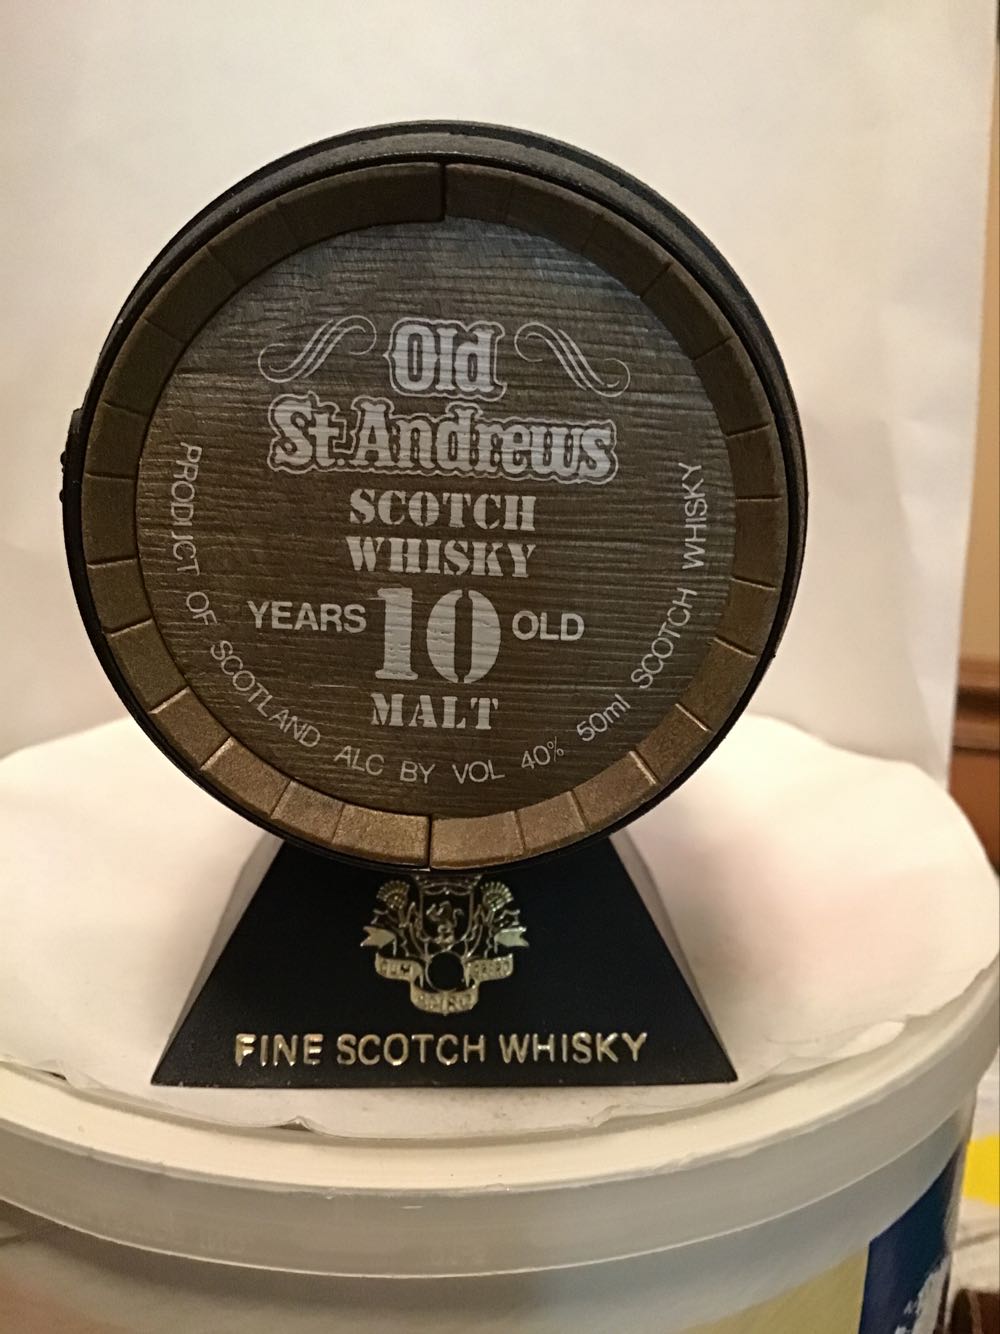 Old
St. Andrews
SCOTCH
WHISKY
YEARS 10 OLD
MALT
PRODUCT OF SCOTLAND ALC BY VOL 40% 50ml SCOTCH WHISKY
FINE SCOTCH WHISKY